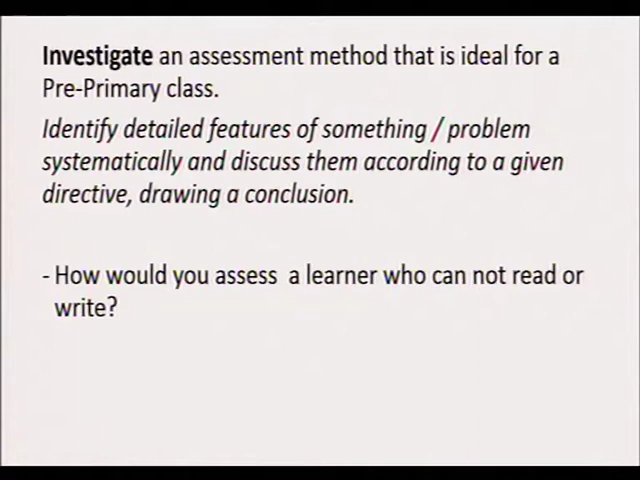 Investigate an assessment method that is ideal for a
Pre-Primary class.
Identify detailed features of something / problem
systematically and discuss them according to a given
directive, drawing a conclusion.
- How would you assess  a learner who can not read or
write?